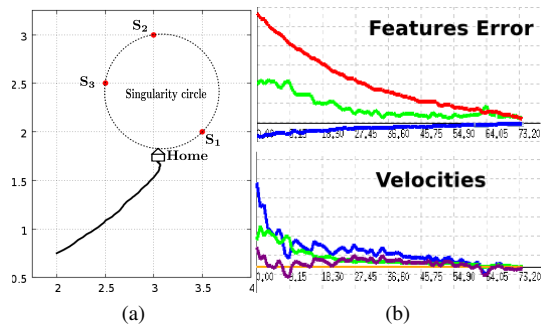 3
2.5
2
1.5
1
0.5
2
2.5
3
3.5
4
S2
S3
Singularity circle
S1
Home
(a)
Features Error
0,00 9,15 18,30 27,45 36,60 45,75 54,90 64,05 73,20
Velocities
0,00 9,15 18,30 27,45 36,60 45,75 54,90 64,05 73,20
(b)